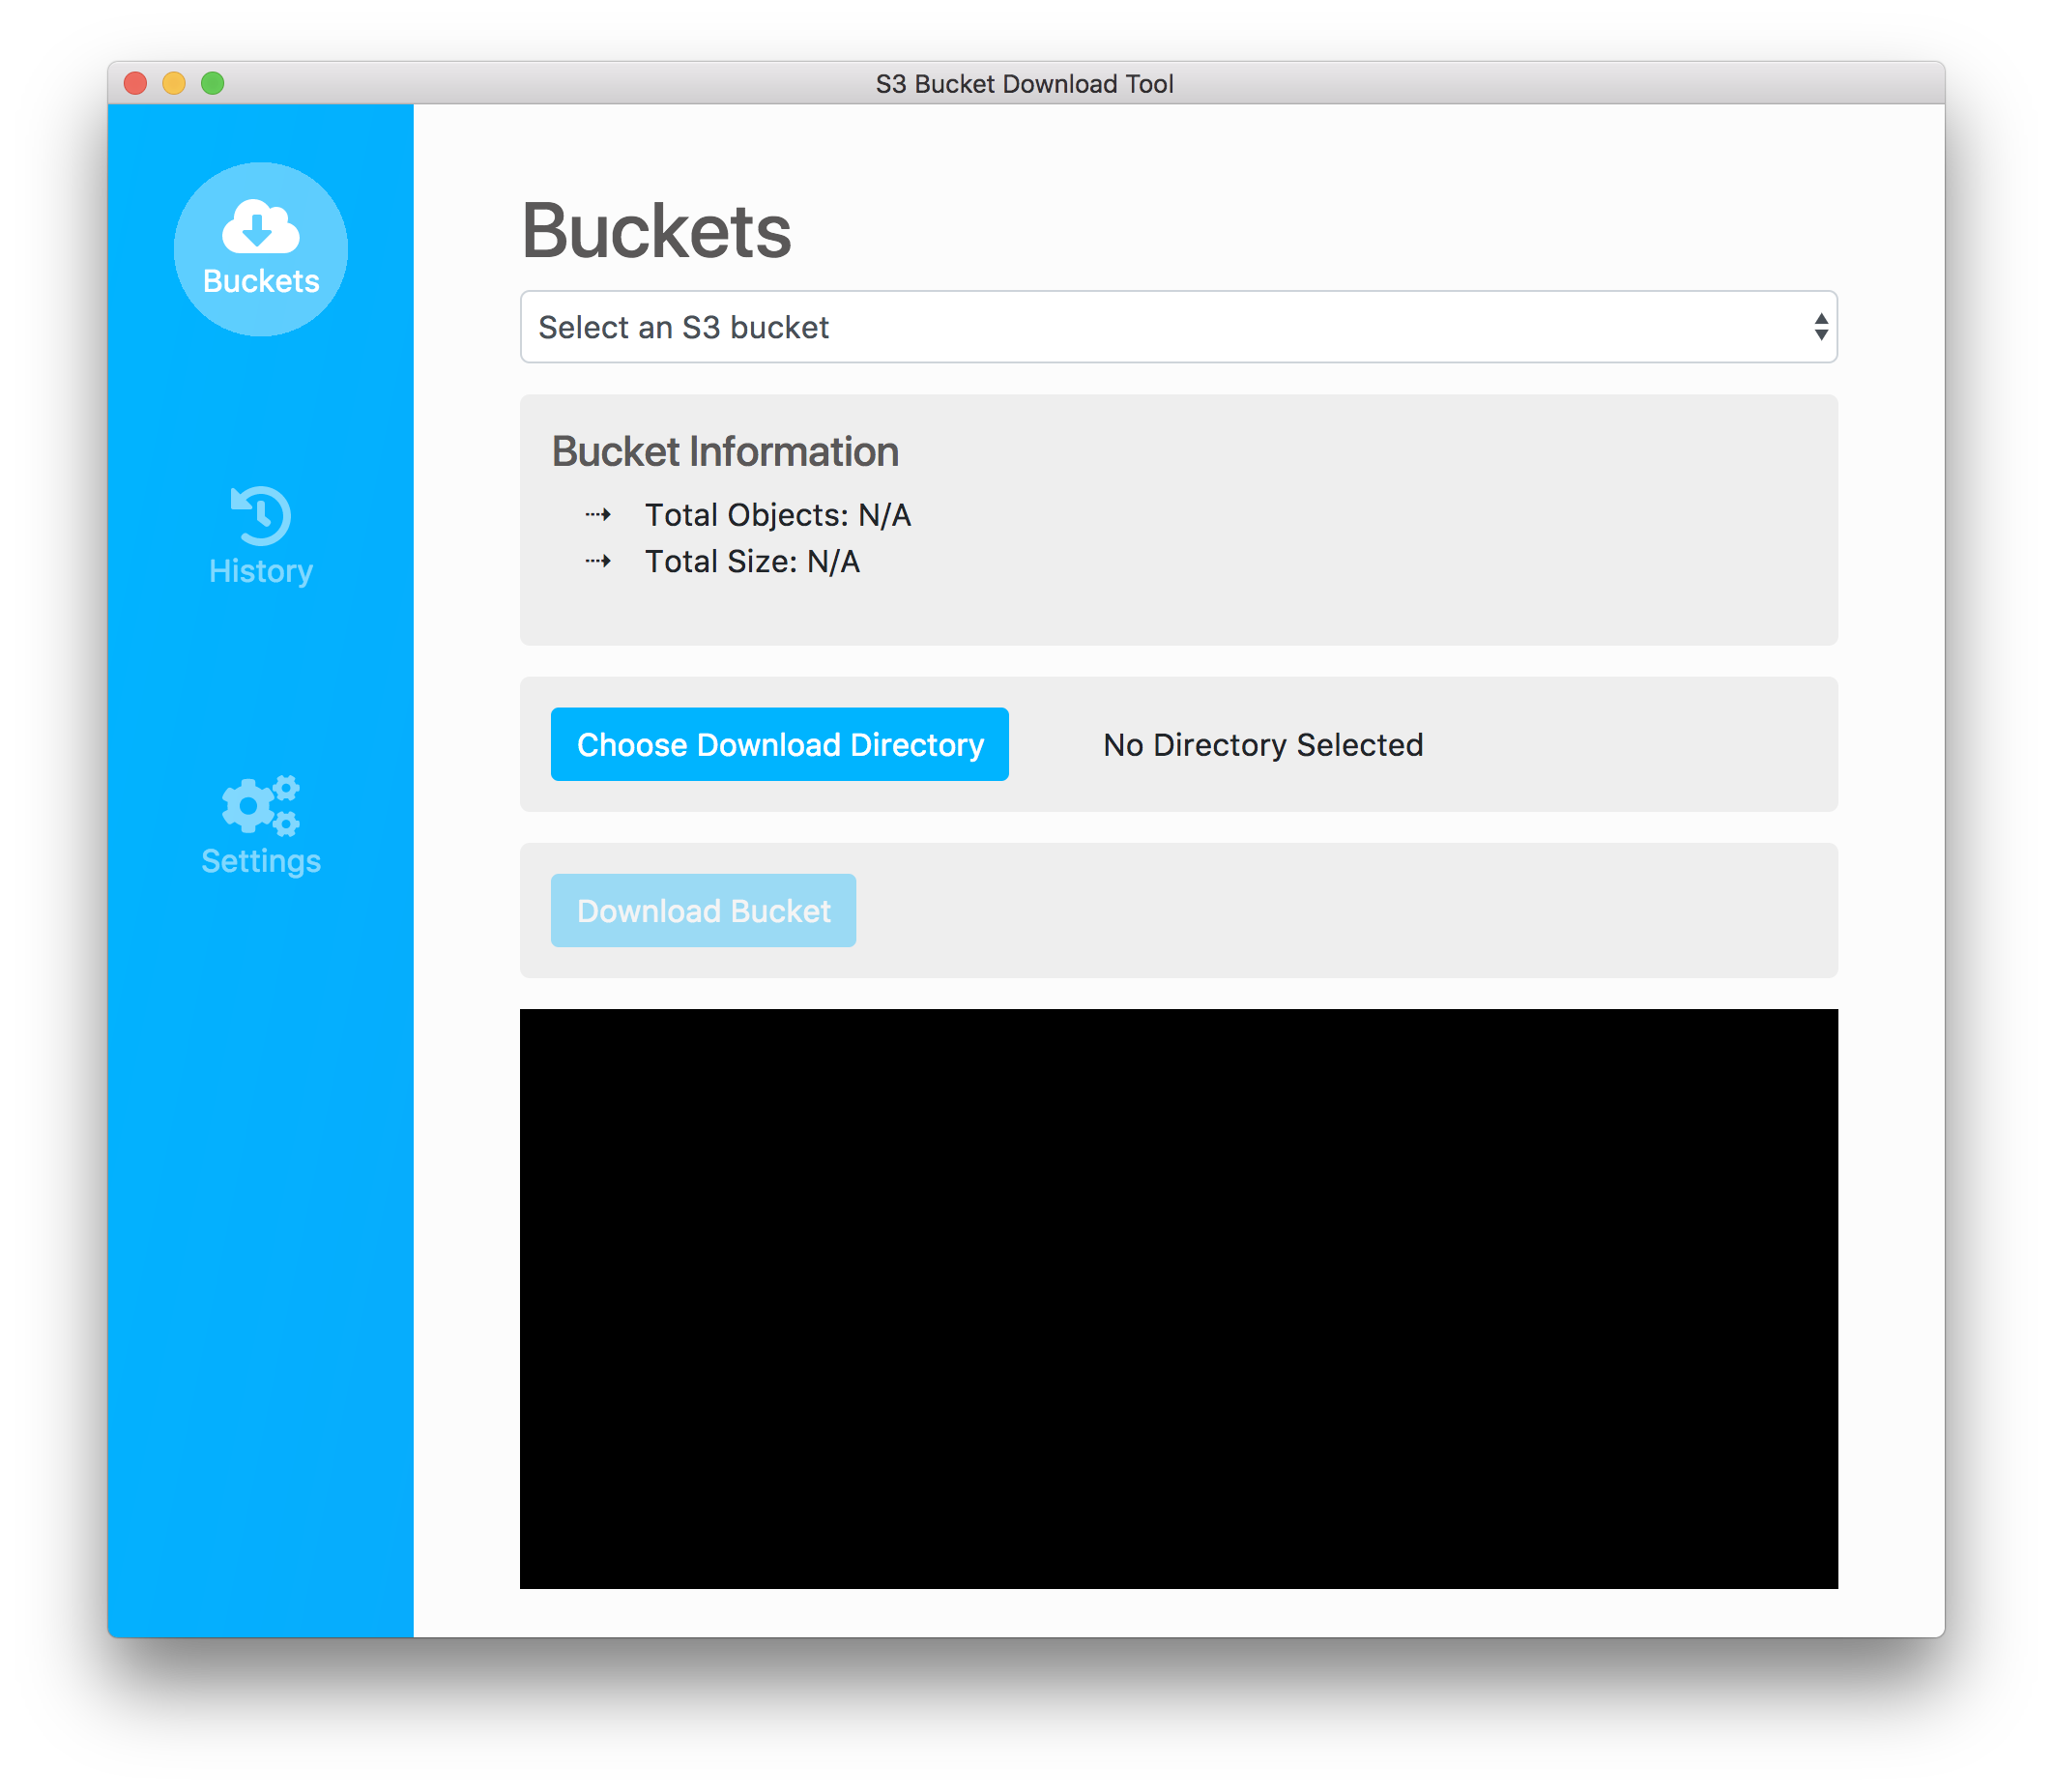 S3 Bucket Download Tool
Buckets
History
Settings
Buckets
Select an S3 bucket
Bucket Information
⤑ Total Objects: N/A
⤑ Total Size: N/A
Choose Download Directory
No Directory Selected
Download Bucket